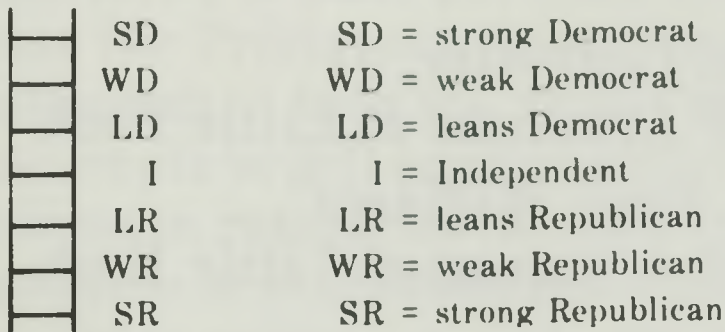 SD SD = strong Democrat
WD WD = weak Democrat
LD LD = leans Democrat
I I = Independent
LR LR = leans Republican
WR WR = weak Republican
SR SR = strong Republican